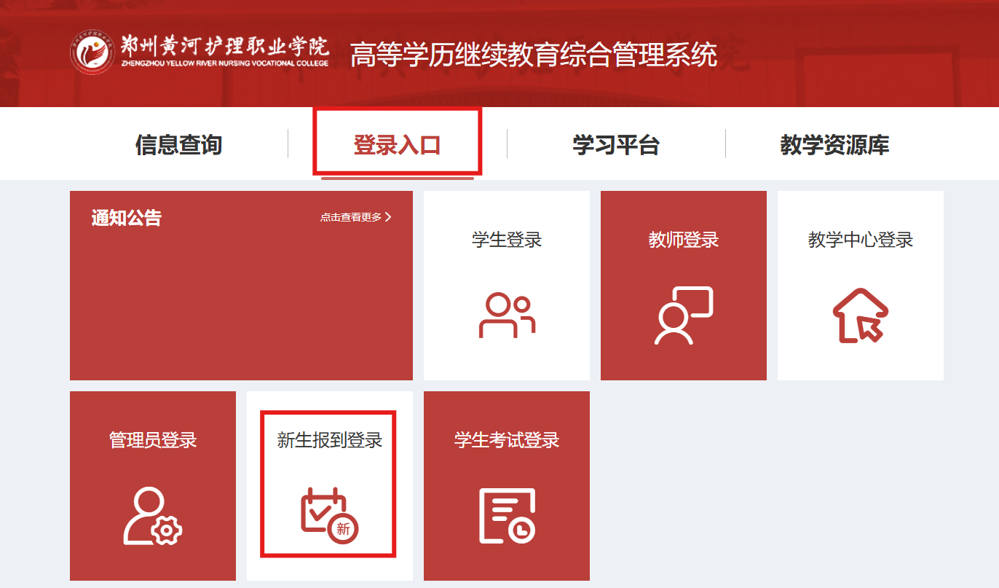 郑州黄河护理职业学院
ZHENGZHOU YELLOW RIVER NURSING VOCATIONAL COLLEGE
高等学历继续教育综合管理系统
信息查询
登录入口
学习平台
教学资源库
通知公告
点击查看更多
学生登录
教师登录
教学中心登录
管理员登录
新生报到登录
学生考试登录
新